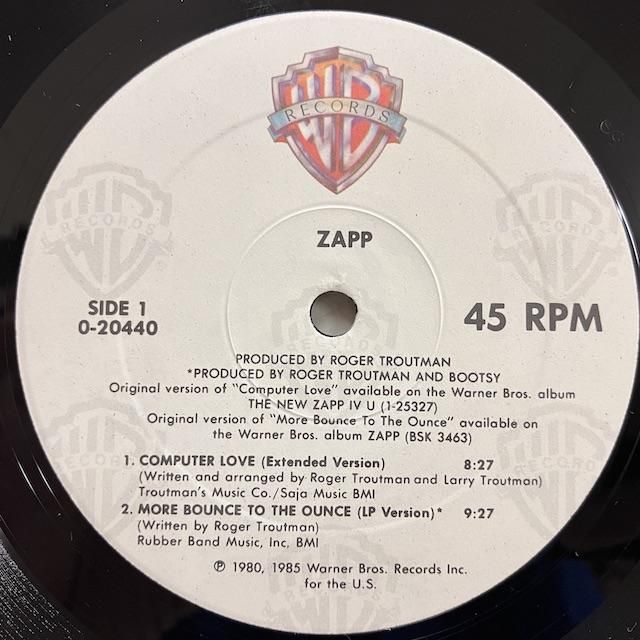 WB
RECORDS
ZAPP
SIDE 1
0-20440
45 RPM
PRODUCED BY ROGER TROUTMAN
*PRODUCED BY ROGER TROUTMAN AND BOOTSY
Original version of "Computer Love" available on the Warner Bros. album
THE NEW ZAPP IV U (1-25327)
Original version of "More Bounce To The Ounce" available on
the Warner Bros. album ZAPP (BSK 3463)
1. COMPUTER LOVE (Extended Version) 8:27
(Written and arranged by Roger Troutman and Larry Troutman)
Troutman's Music Co./Saja Music BMI
2. MORE BOUNCE TO THE OUNCE (LP Version)* 9:27
(Written by Roger Troutman)
Rubber Band Music, Inc. BMI
℗ 1980, 1985 Warner Bros. Records Inc.
for the U.S.